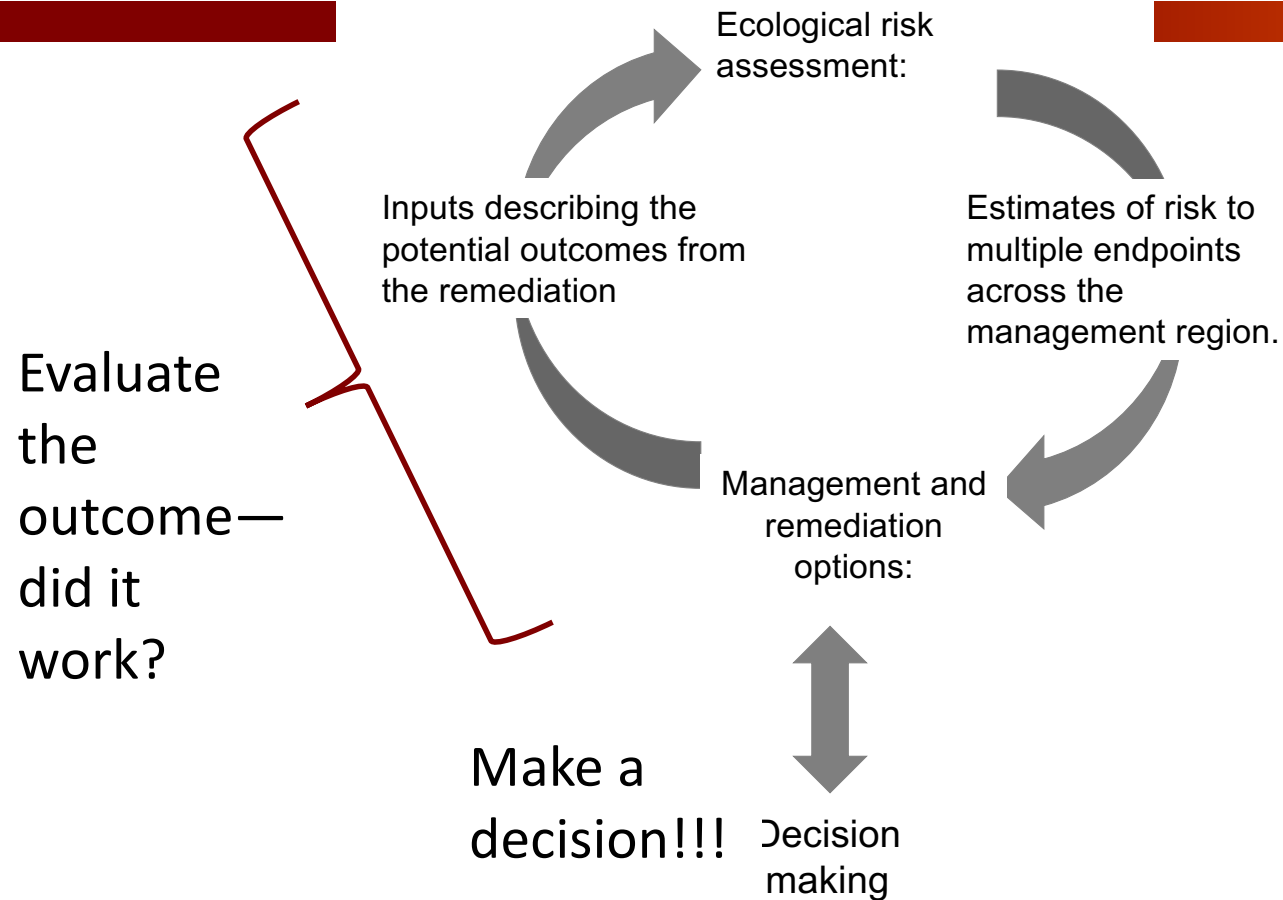 Ecological risk
assessment:
Inputs describing the
potential outcomes from
the remediation
Estimates of risk to
multiple endpoints
across the
management region.
Evaluate
the
outcome—
did it
work?
Management and
remediation
options:
Make a
decision!!!
Decision
making